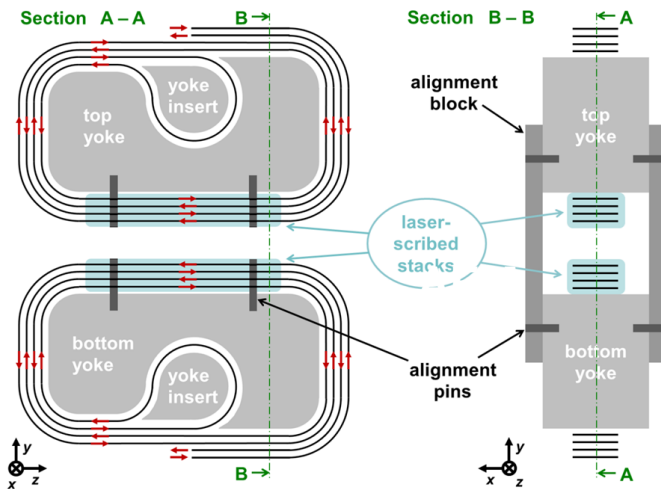 Section A – A
B
Section B – B
A
yoke
insert
top
yoke
alignment
block
top
yoke
laser-
scribed
stacks
bottom
yoke
yoke
insert
alignment
pins
bottom
yoke
y
x
z
B
y
z
x
A